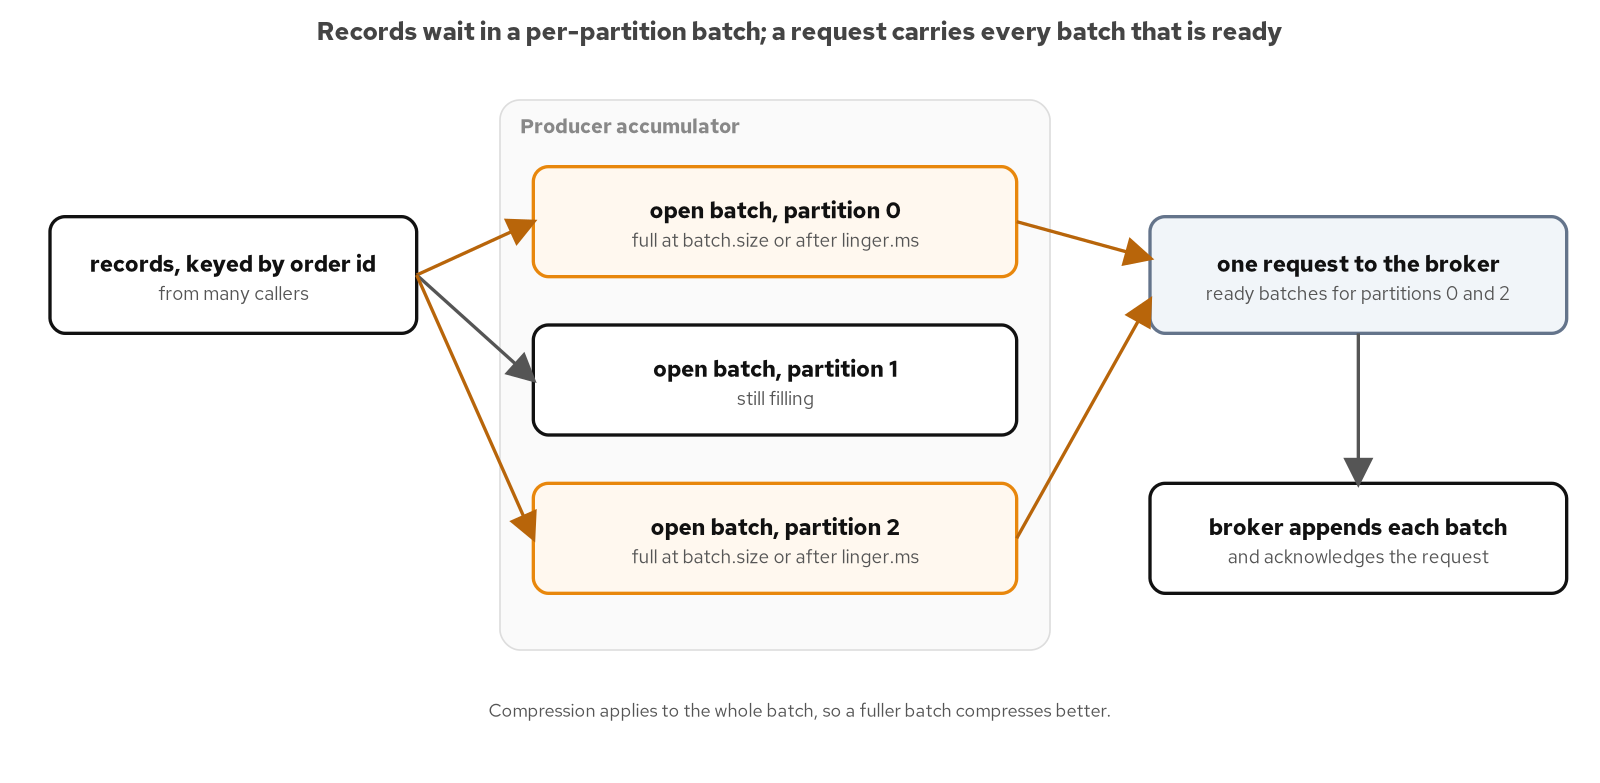 Records wait in a per-partition batch; a request carries every batch that is ready
Producer accumulator
records, keyed by order id
from many callers
open batch, partition 0
full at batch.size or after linger.ms
open batch, partition 1
still filling
open batch, partition 2
full at batch.size or after linger.ms
one request to the broker
ready batches for partitions 0 and 2
broker appends each batch
and acknowledges the request
Compression applies to the whole batch, so a fuller batch compresses better.